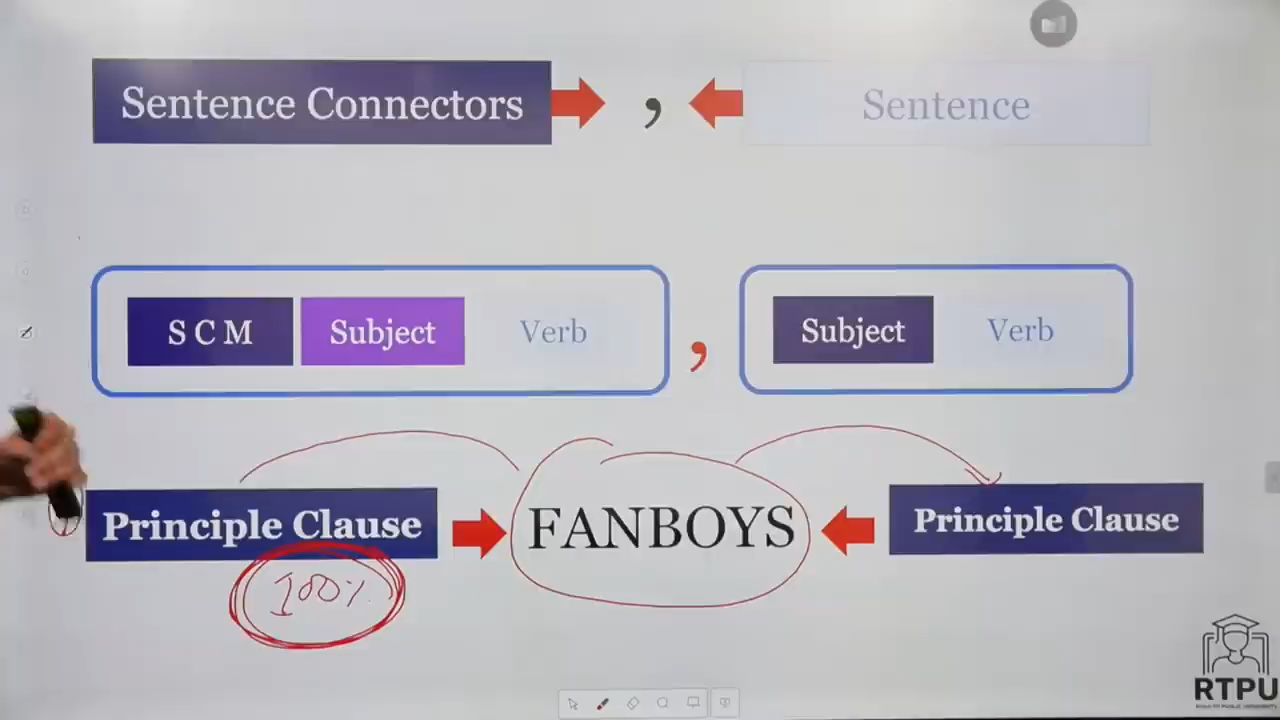 Sentence Connectors , Sentence
S C M Subject Verb , Subject Verb
Principle Clause FANBOYS Principle Clause
100%
RTPU